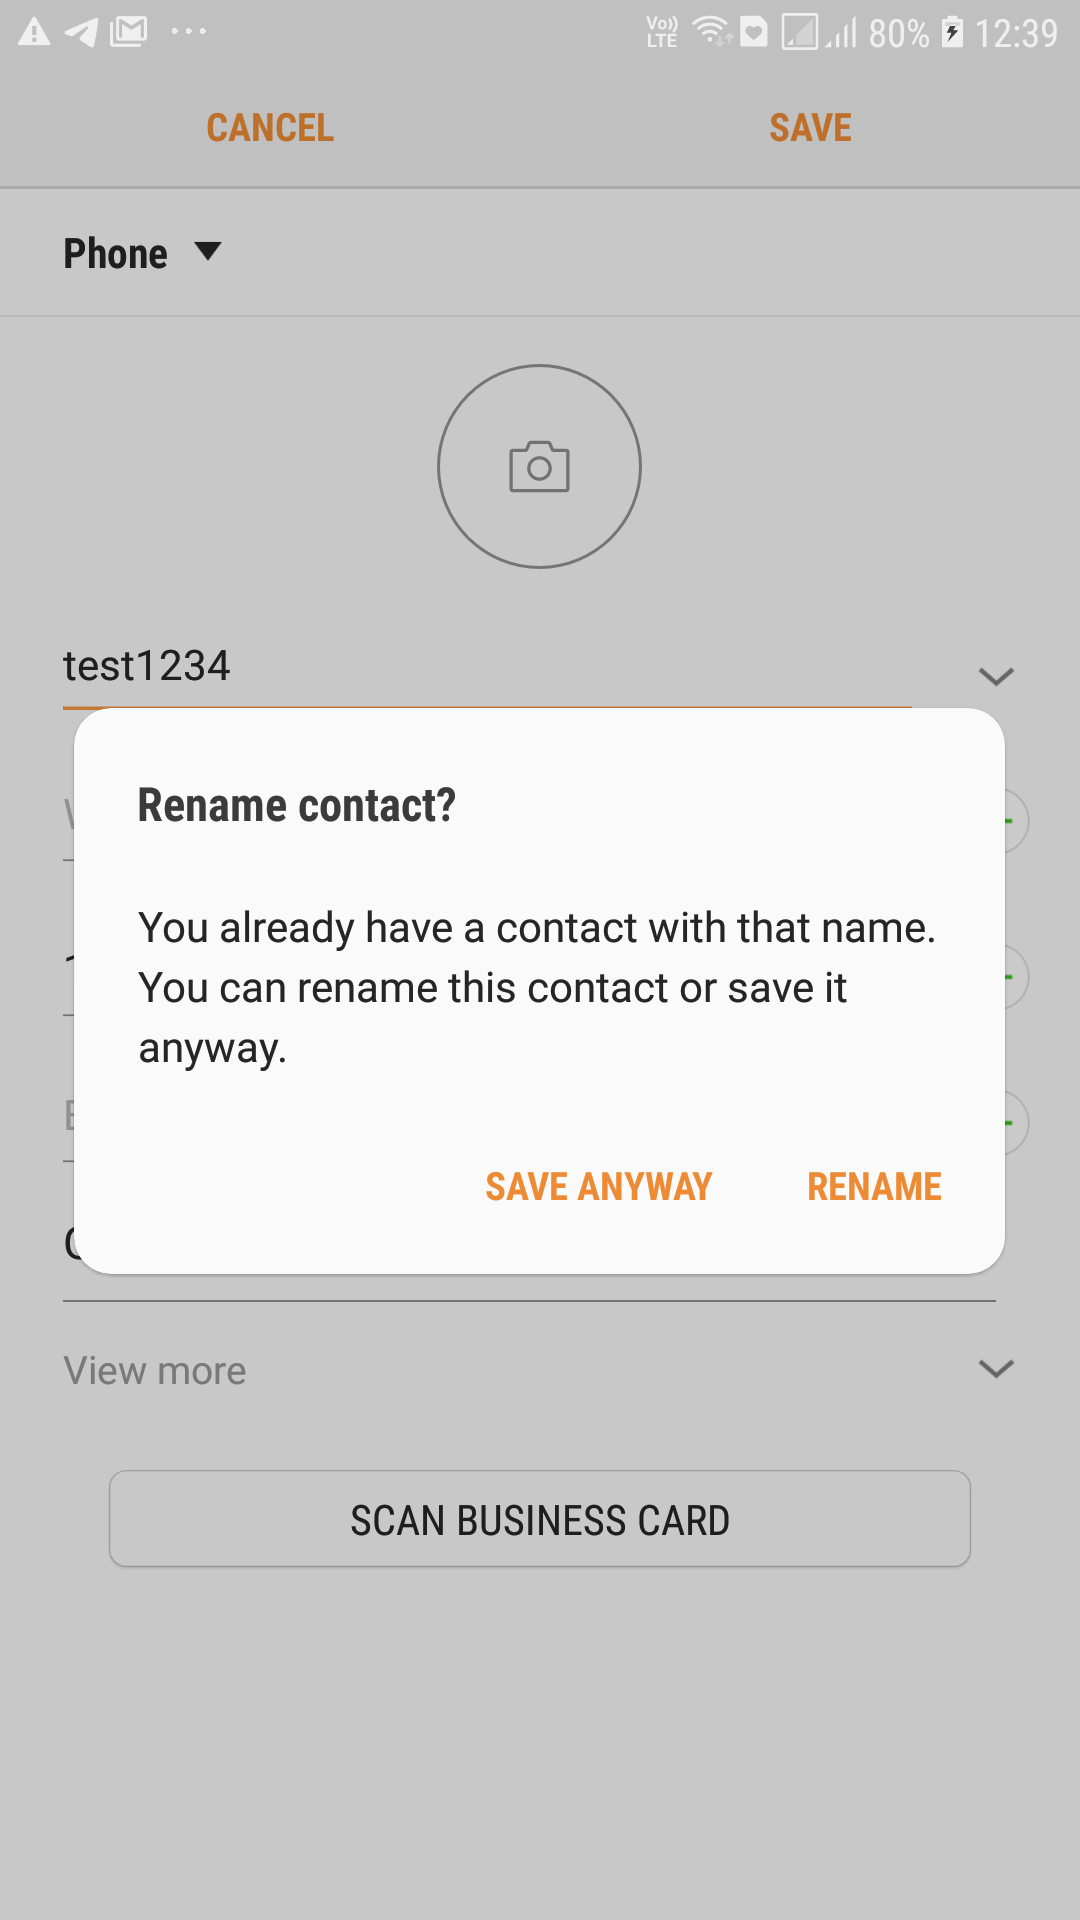 Vo)) LTE 80% 12:39
CANCEL SAVE
Phone
test1234
Rename contact?
You already have a contact with that name.
You can rename this contact or save it
anyway.
SAVE ANYWAY RENAME
View more
SCAN BUSINESS CARD